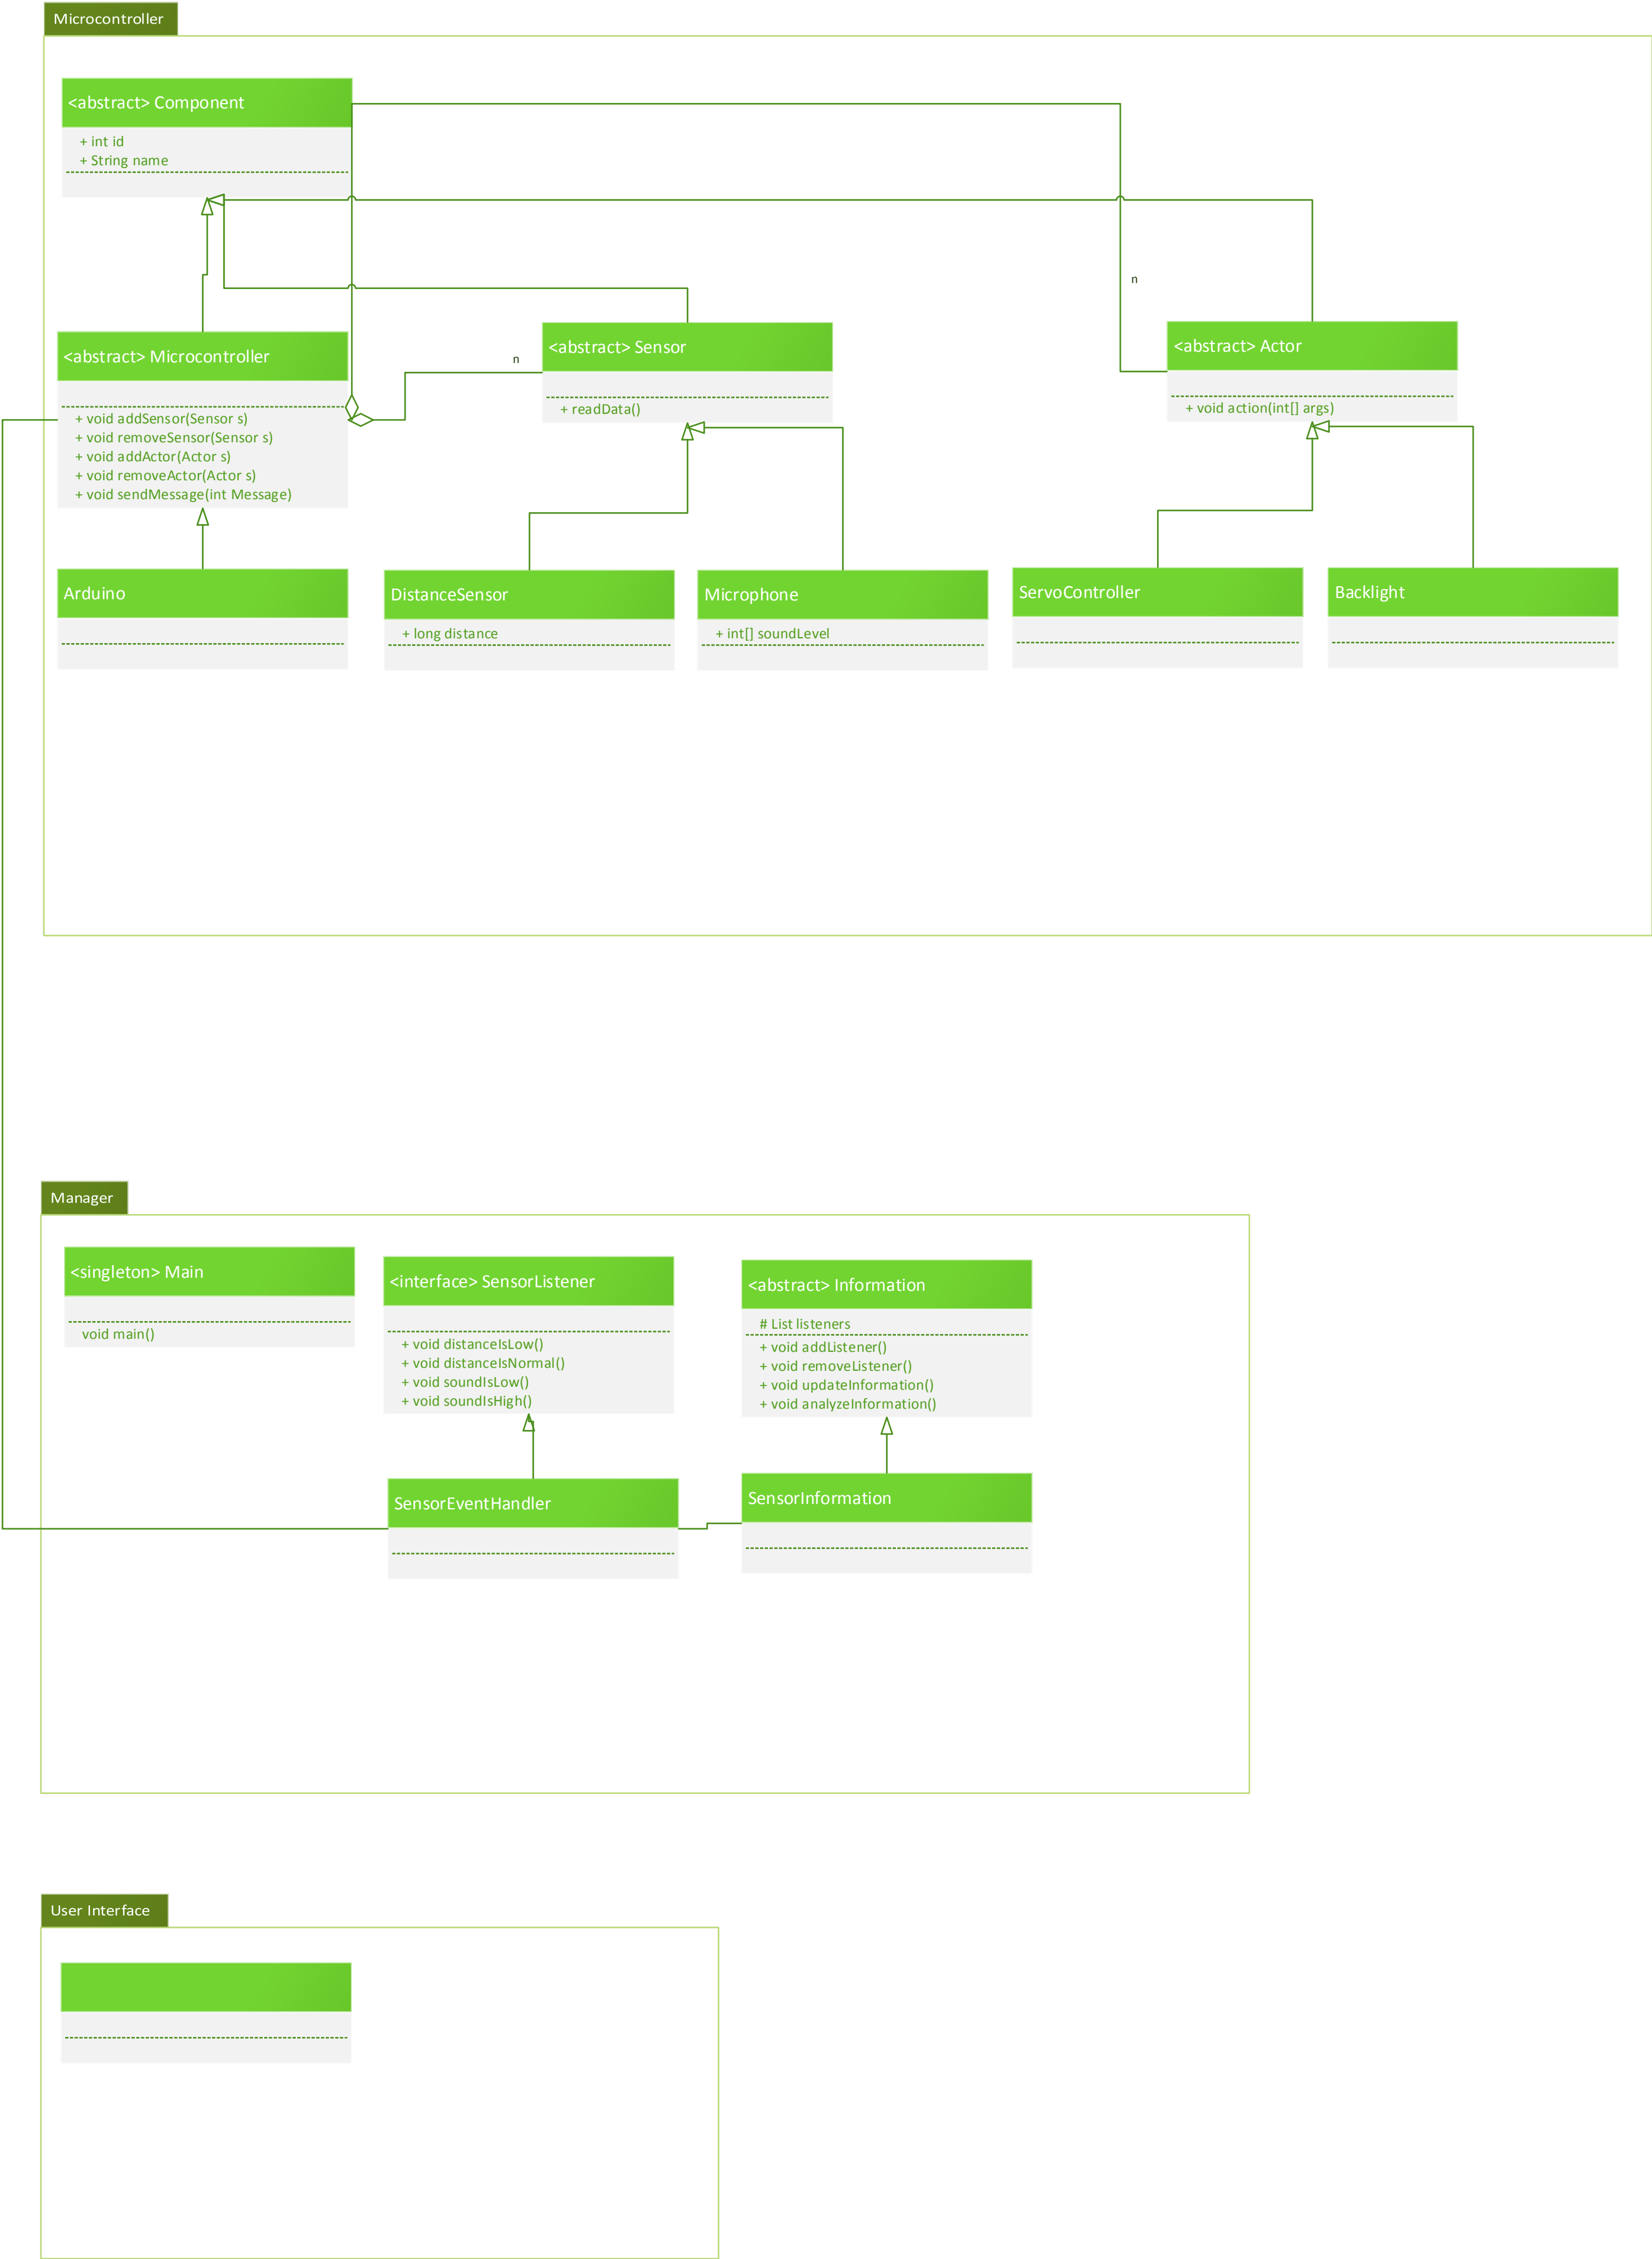 Microcontroller
<abstract> Component
+ int id
+ String name
n
<abstract> Microcontroller
+ void addSensor(Sensor s)
+ void removeSensor(Sensor s)
+ void addActor(Actor s)
+ void removeActor(Actor s)
+ void sendMessage(int Message)
n
<abstract> Sensor
+ readData()
<abstract> Actor
+ void action(int[] args)
Arduino
DistanceSensor
+ long distance
Microphone
+ int[] soundLevel
ServoController
Backlight
Manager
<singleton> Main
void main()
<interface> SensorListener
+ void distanceIsLow()
+ void distanceIsNormal()
+ void soundIsLow()
+ void soundIsHigh()
<abstract> Information
# List listeners
+ void addListener()
+ void removeListener()
+ void updateInformation()
+ void analyzeInformation()
SensorEventHandler
SensorInformation
User Interface